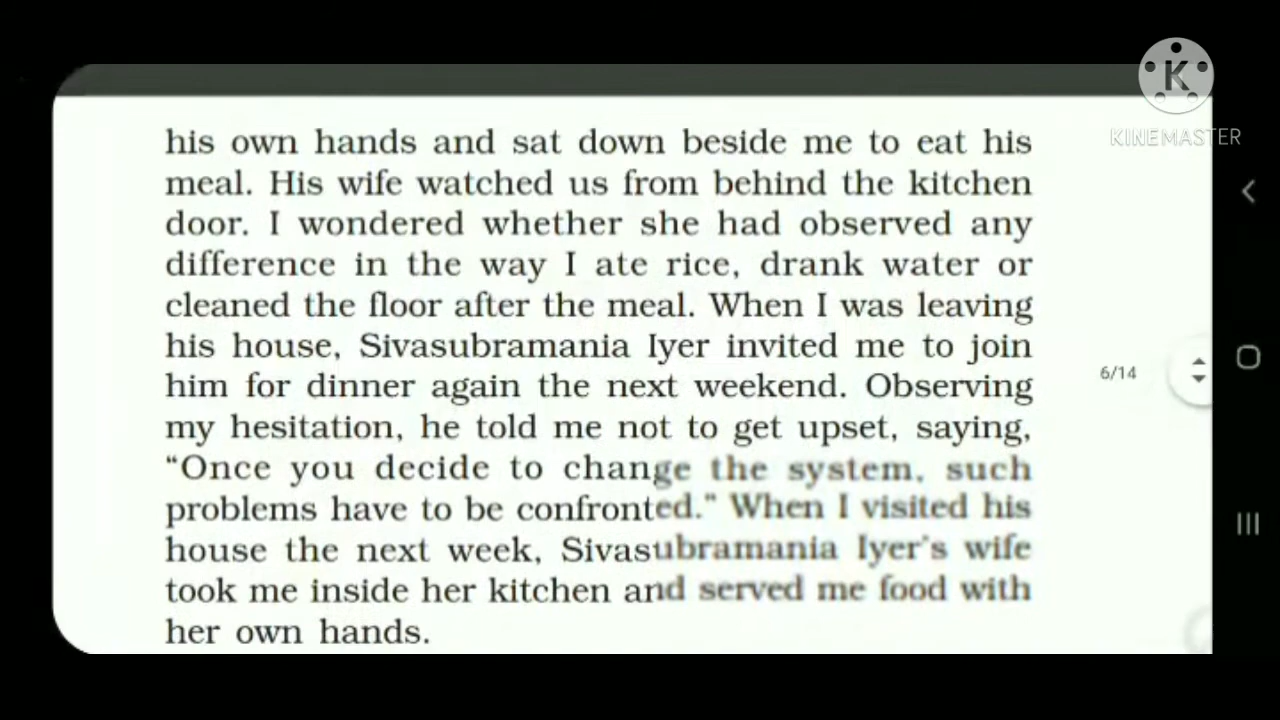 K
KINEMASTER
his own hands and sat down beside me to eat his
meal. His wife watched us from behind the kitchen
door. I wondered whether she had observed any
difference in the way I ate rice, drank water or
cleaned the floor after the meal. When I was leaving
his house, Sivasubramania Iyer invited me to join
him for dinner again the next weekend. Observing
my hesitation, he told me not to get upset, saying,
“Once you decide to change the system, such
problems have to be confronted.” When I visited his
house the next week, Sivasubramania Iyer's wife
took me inside her kitchen and served me food with
her own hands.
6/14